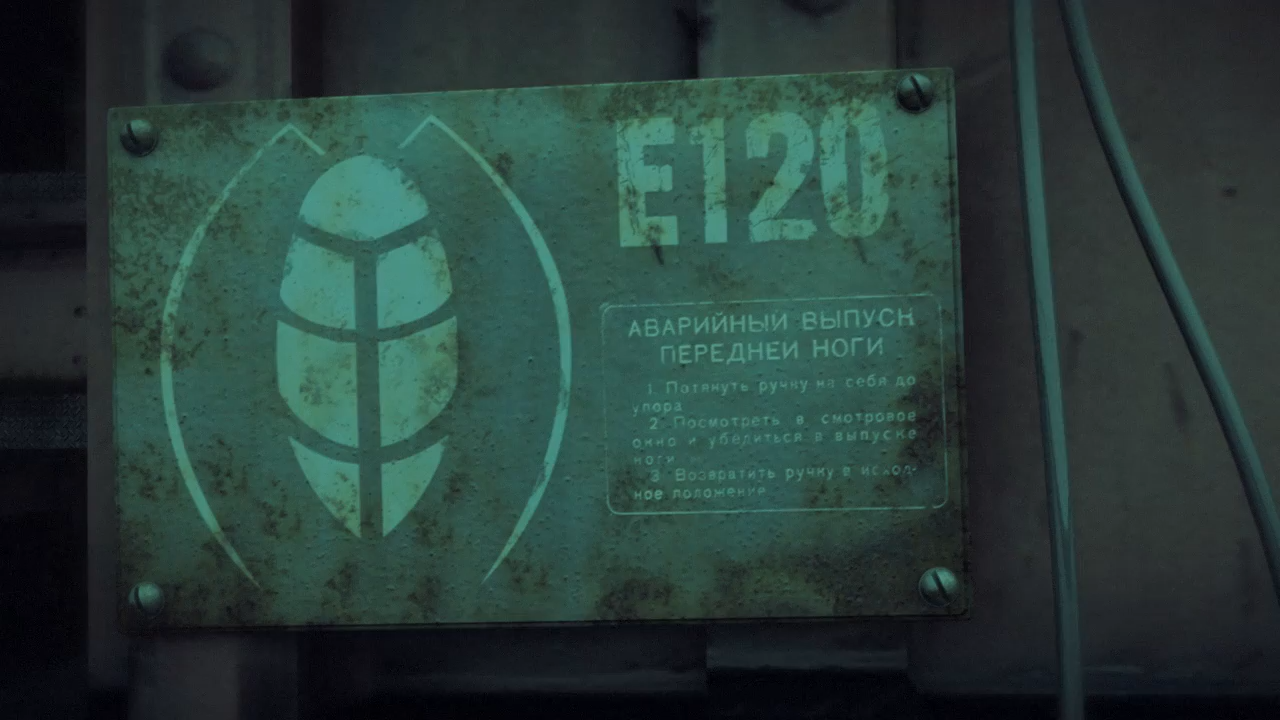 E120
АВАРИЙНЫЙ ВЫПУСК
ПЕРЕДНЕЙ НОГИ
1. Потянуть ручку на себя до
упора
2. Посмотреть в смотровое
окно и убедиться в выпуске
ноги
3. Возвратить ручку в исход-
ное положение